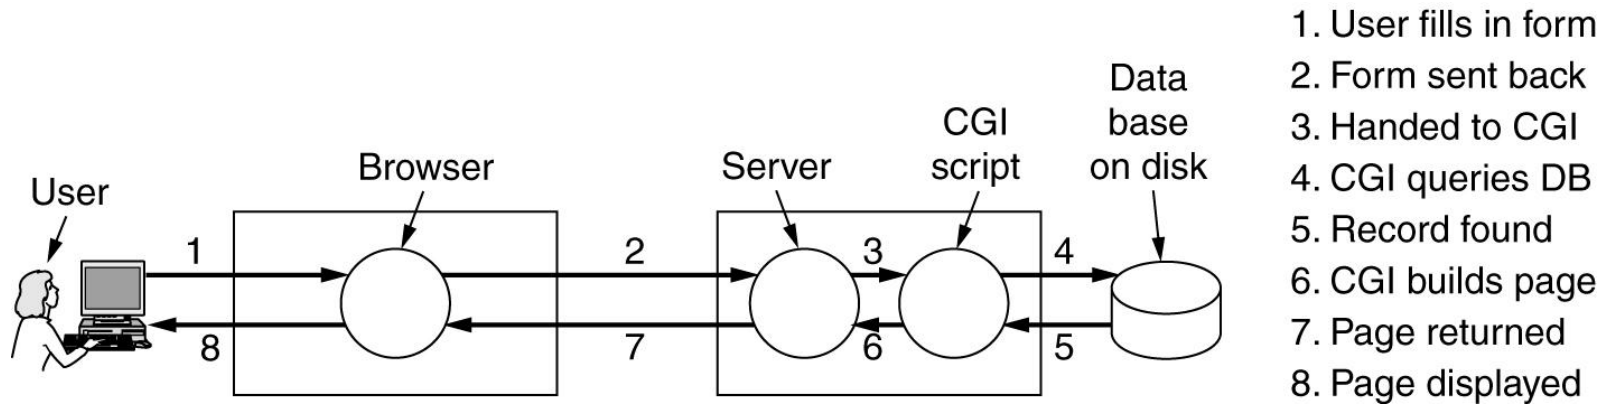 User
Browser
Server
CGI
script
Data
base
on disk
1
2
3
4
8
7
6
5
1. User fills in form
2. Form sent back
3. Handed to CGI
4. CGI queries DB
5. Record found
6. CGI builds page
7. Page returned
8. Page displayed